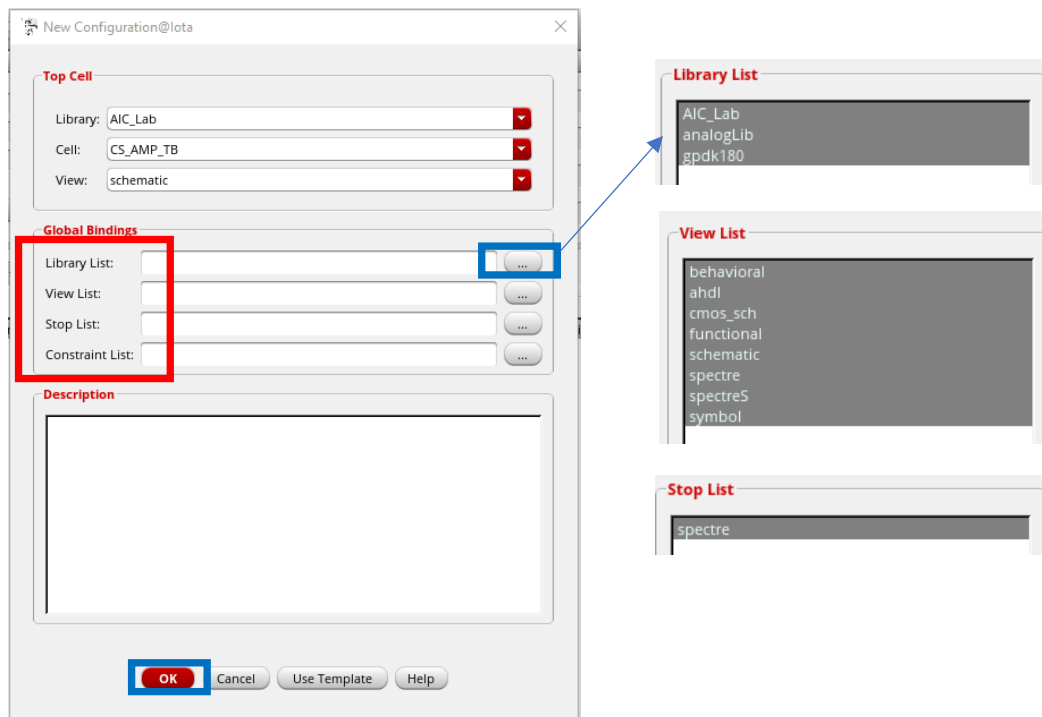 New Configuration@Iota
Top Cell
Library: AIC_Lab
Cell: CS_AMP_TB
View: schematic
Global Bindings
Library List: ...
View List: ...
Stop List: ...
Constraint List: ...
Description
OK Cancel Use Template Help
Library List
AIC_Lab
analogLib
gpdk180
View List
behavioral
ahdl
cmos_sch
functional
schematic
spectre
spectreS
symbol
Stop List
spectre